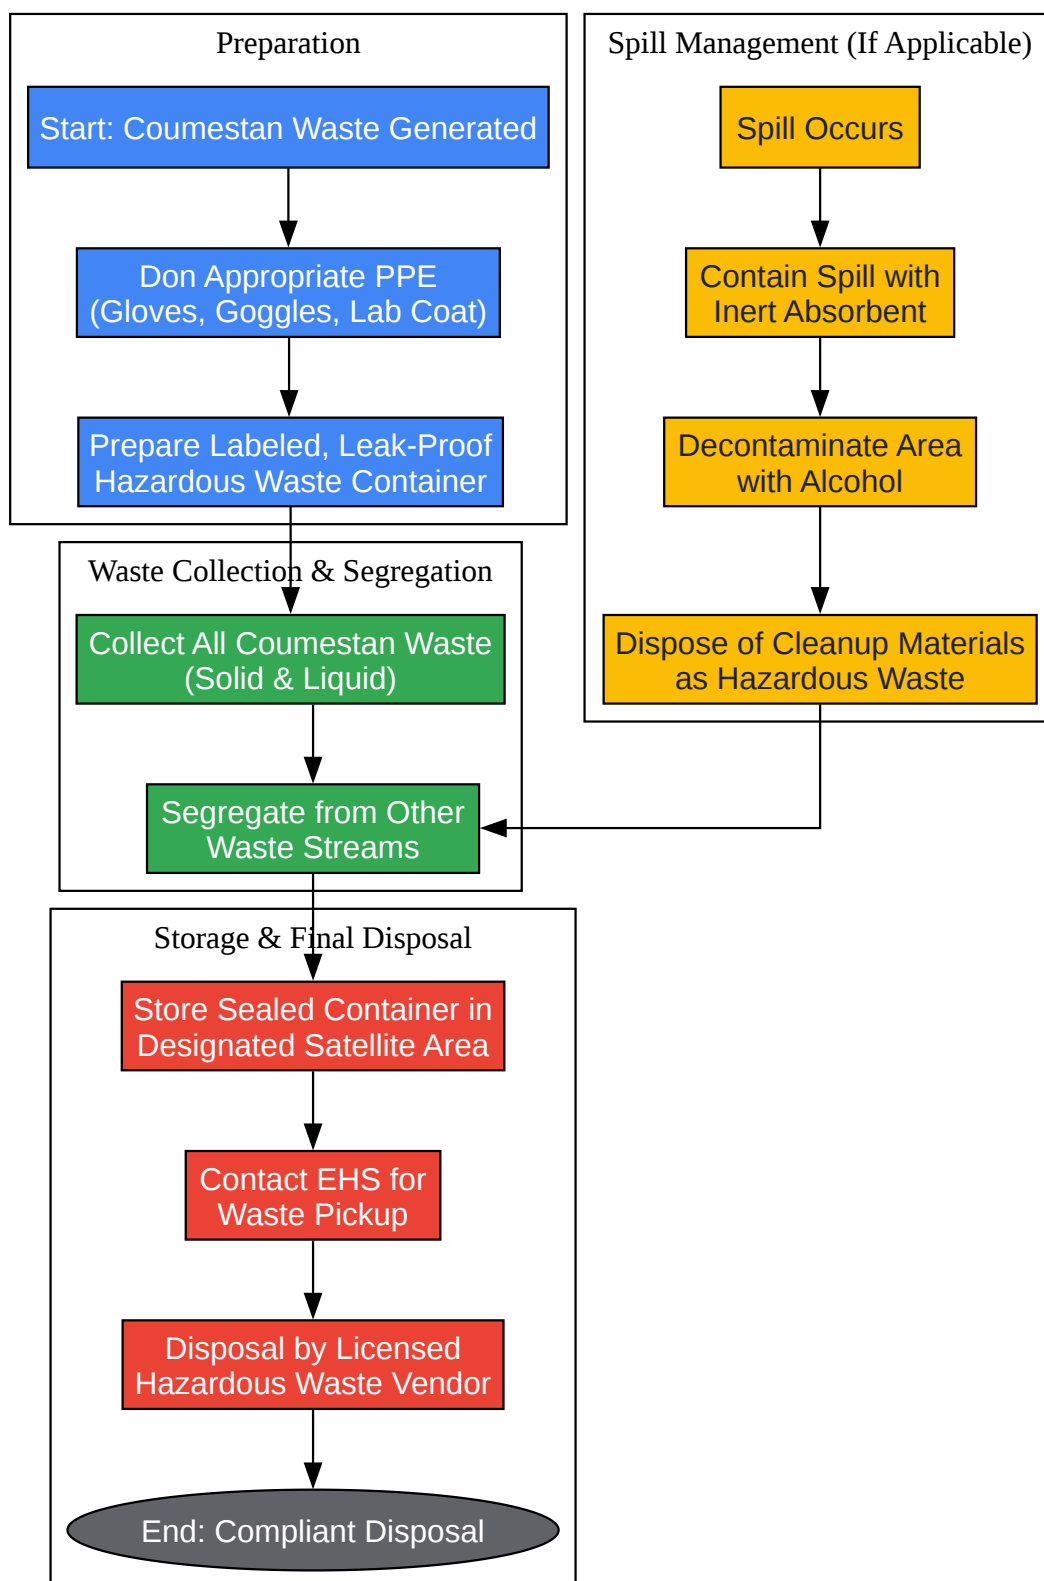 Preparation
Start: Coumestan Waste Generated
Don Appropriate PPE
(Gloves, Goggles, Lab Coat)
Prepare Labeled, Leak-Proof
Hazardous Waste Container
Waste Collection & Segregation
Collect All Coumestan Waste
(Solid & Liquid)
Segregate from Other
Waste Streams
Storage & Final Disposal
Store Sealed Container in
Designated Satellite Area
Contact EHS for
Waste Pickup
Disposal by Licensed
Hazardous Waste Vendor
End: Compliant Disposal
Spill Management (If Applicable)
Spill Occurs
Contain Spill with
Inert Absorbent
Decontaminate Area
with Alcohol
Dispose of Cleanup Materials
as Hazardous Waste